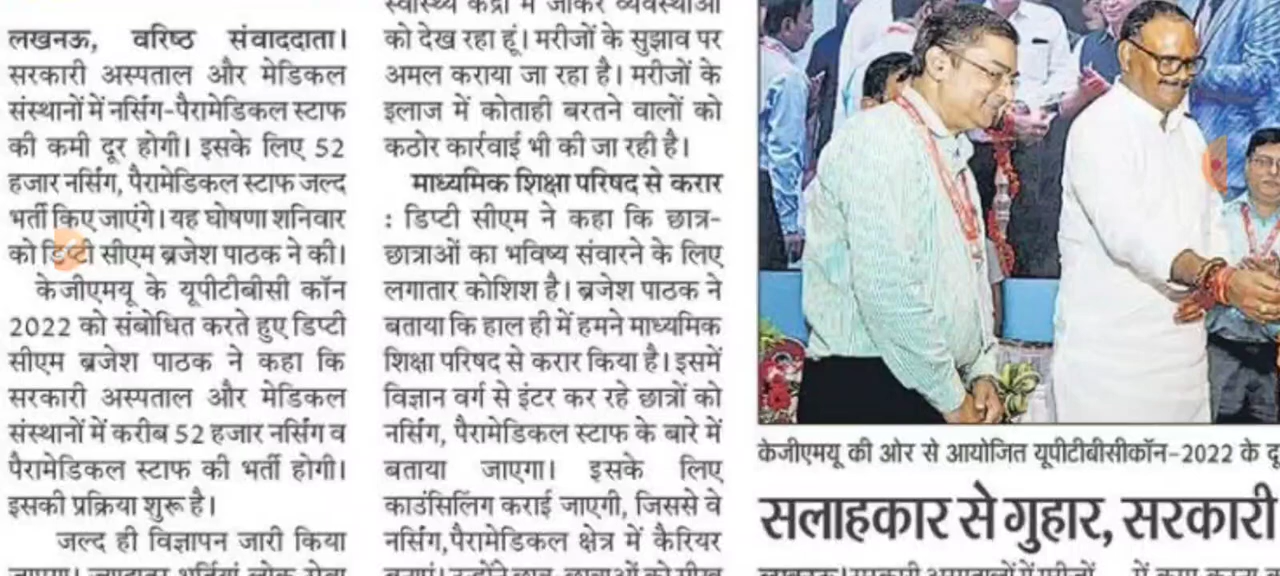 लखनऊ, वरिष्ठ संवाददाता।
सरकारी अस्पताल और मेडिकल
संस्थानों में नर्सिंग-पैरामेडिकल स्टाफ
की कमी दूर होगी। इसके लिए 52
हजार नर्सिंग, पैरामेडिकल स्टाफ जल्द
भर्ती किए जाएंगे। यह घोषणा शनिवार
को डिप्टी सीएम ब्रजेश पाठक ने की।
केजीएमयू के यूपीटीबीसी कॉन
2022 को संबोधित करते हुए डिप्टी
सीएम ब्रजेश पाठक ने कहा कि
सरकारी अस्पताल और मेडिकल
संस्थानों में करीब 52 हजार नर्सिंग व
पैरामेडिकल स्टाफ की भर्ती होगी।
इसकी प्रक्रिया शुरू है।
जल्द ही विज्ञापन जारी किया
स्वास्थ्य केंद्रों में जाकर व्यवस्थाओं
को देख रहा हूं। मरीजों के सुझाव पर
अमल कराया जा रहा है। मरीजों के
इलाज में कोताही बरतने वालों को
कठोर कार्रवाई भी की जा रही है।
माध्यमिक शिक्षा परिषद से करार
: डिप्टी सीएम ने कहा कि छात्र-
छात्राओं का भविष्य संवारने के लिए
लगातार कोशिश है। ब्रजेश पाठक ने
बताया कि हाल ही में हमने माध्यमिक
शिक्षा परिषद से करार किया है। इसमें
विज्ञान वर्ग से इंटर कर रहे छात्रों को
नर्सिंग, पैरामेडिकल स्टाफ के बारे में
बताया जाएगा। इसके लिए
काउंसिलिंग कराई जाएगी, जिससे वे
नर्सिंग, पैरामेडिकल क्षेत्र में कैरियर
केजीएमयू की ओर से आयोजित यूपीटीबीसीकॉन-2022 के दू
सलाहकार से गुहार, सरकारी